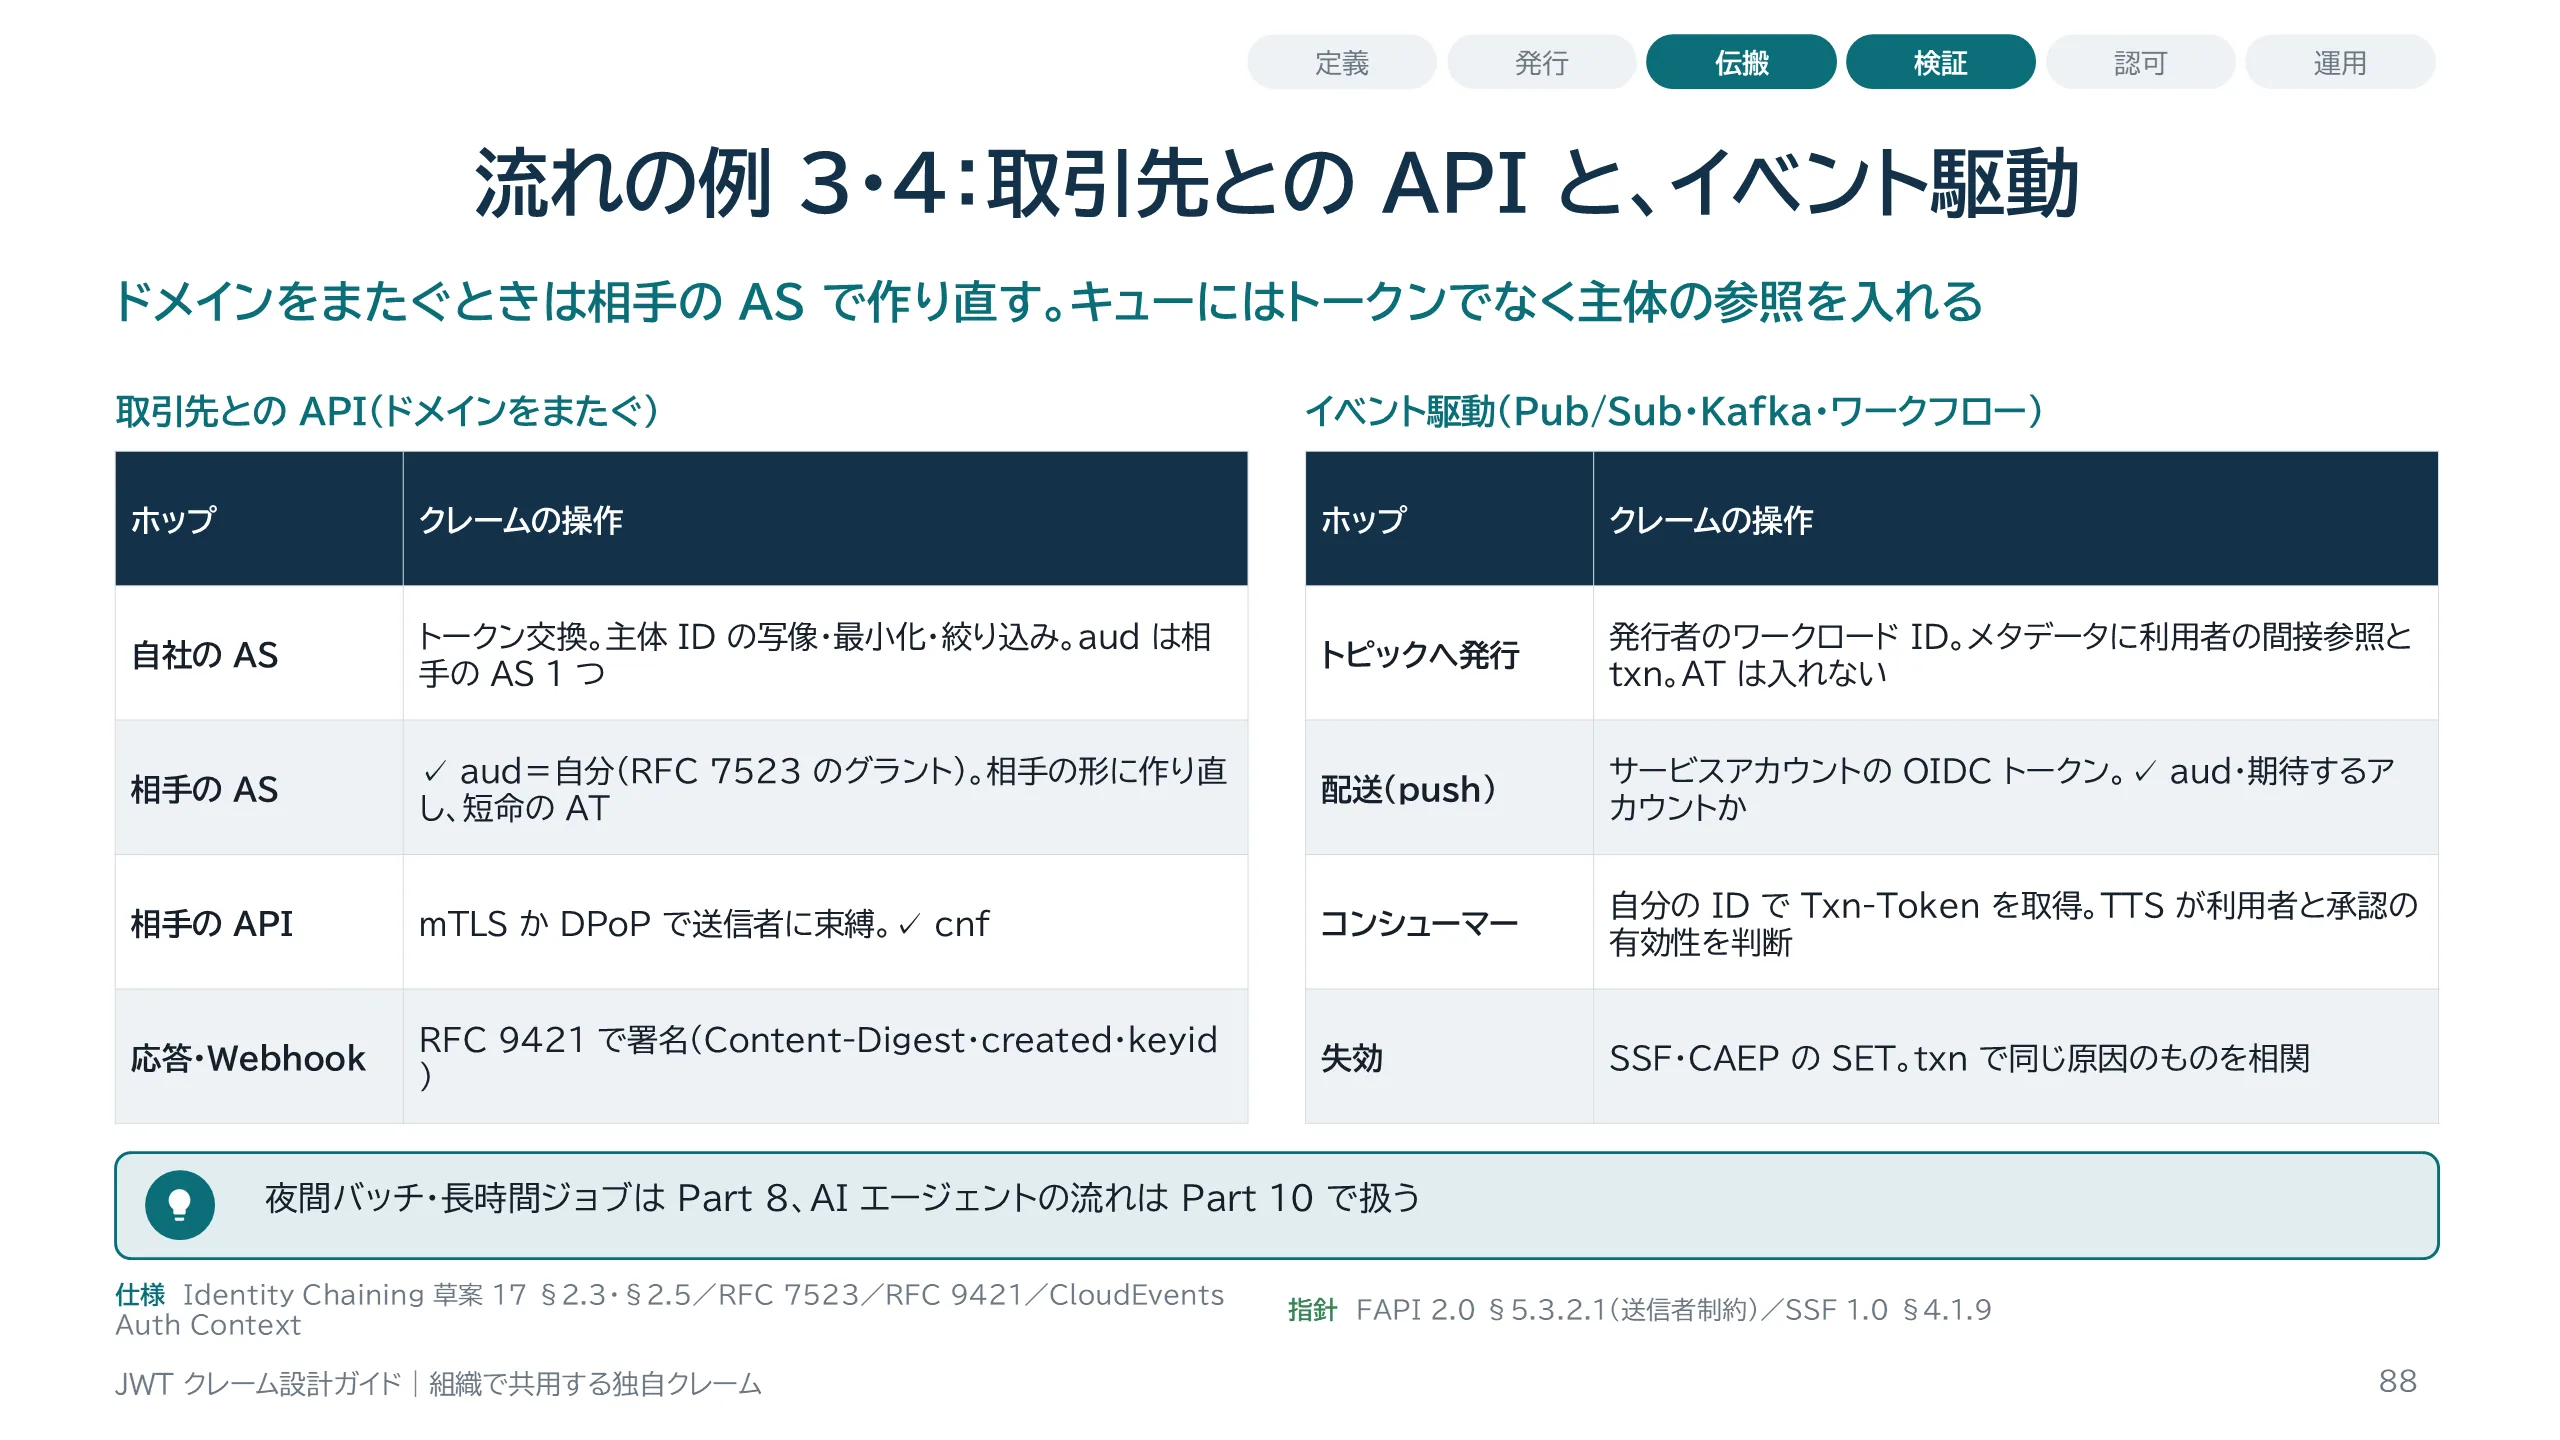 定義
発行
伝搬
検証
認可
運用
流れの例 3・4：取引先との API と、イベント駆動
ドメインをまたぐときは相手の AS で作り直す。キューにはトークンでなく主体の参照を入れる
取引先との API（ドメインをまたぐ）
ホップ
クレームの操作
自社の AS
トークン交換。主体 ID の写像・最小化・絞り込み。aud は相
手の AS 1 つ
相手の AS
✓ aud＝自分（RFC 7523 のグラント）。相手の形に作り直
し、短命の AT
相手の API
mTLS か DPoP で送信者に束縛。✓ cnf
応答・Webhook
RFC 9421 で署名（Content-Digest・created・keyid
）
イベント駆動（Pub/Sub・Kafka・ワークフロー）
ホップ
クレームの操作
トピックへ発行
発行者のワークロード ID。メタデータに利用者の間接参照と
txn。AT は入れない
配送（push）
サービスアカウントの OIDC トークン。✓ aud・期待するア
カウントか
コンシューマー
自分の ID で Txn-Token を取得。TTS が利用者と承認の
有効性を判断
失効
SSF・CAEP の SET。txn で同じ原因のものを相関
夜間バッチ・長時間ジョブは Part 8、AI エージェントの流れは Part 10 で扱う
仕様 Identity Chaining 草案 17 §2.3・§2.5／RFC 7523／RFC 9421／CloudEvents
Auth Context
指針 FAPI 2.0 §5.3.2.1（送信者制約）／SSF 1.0 §4.1.9
JWT クレーム設計ガイド｜組織で共用する独自クレーム
88